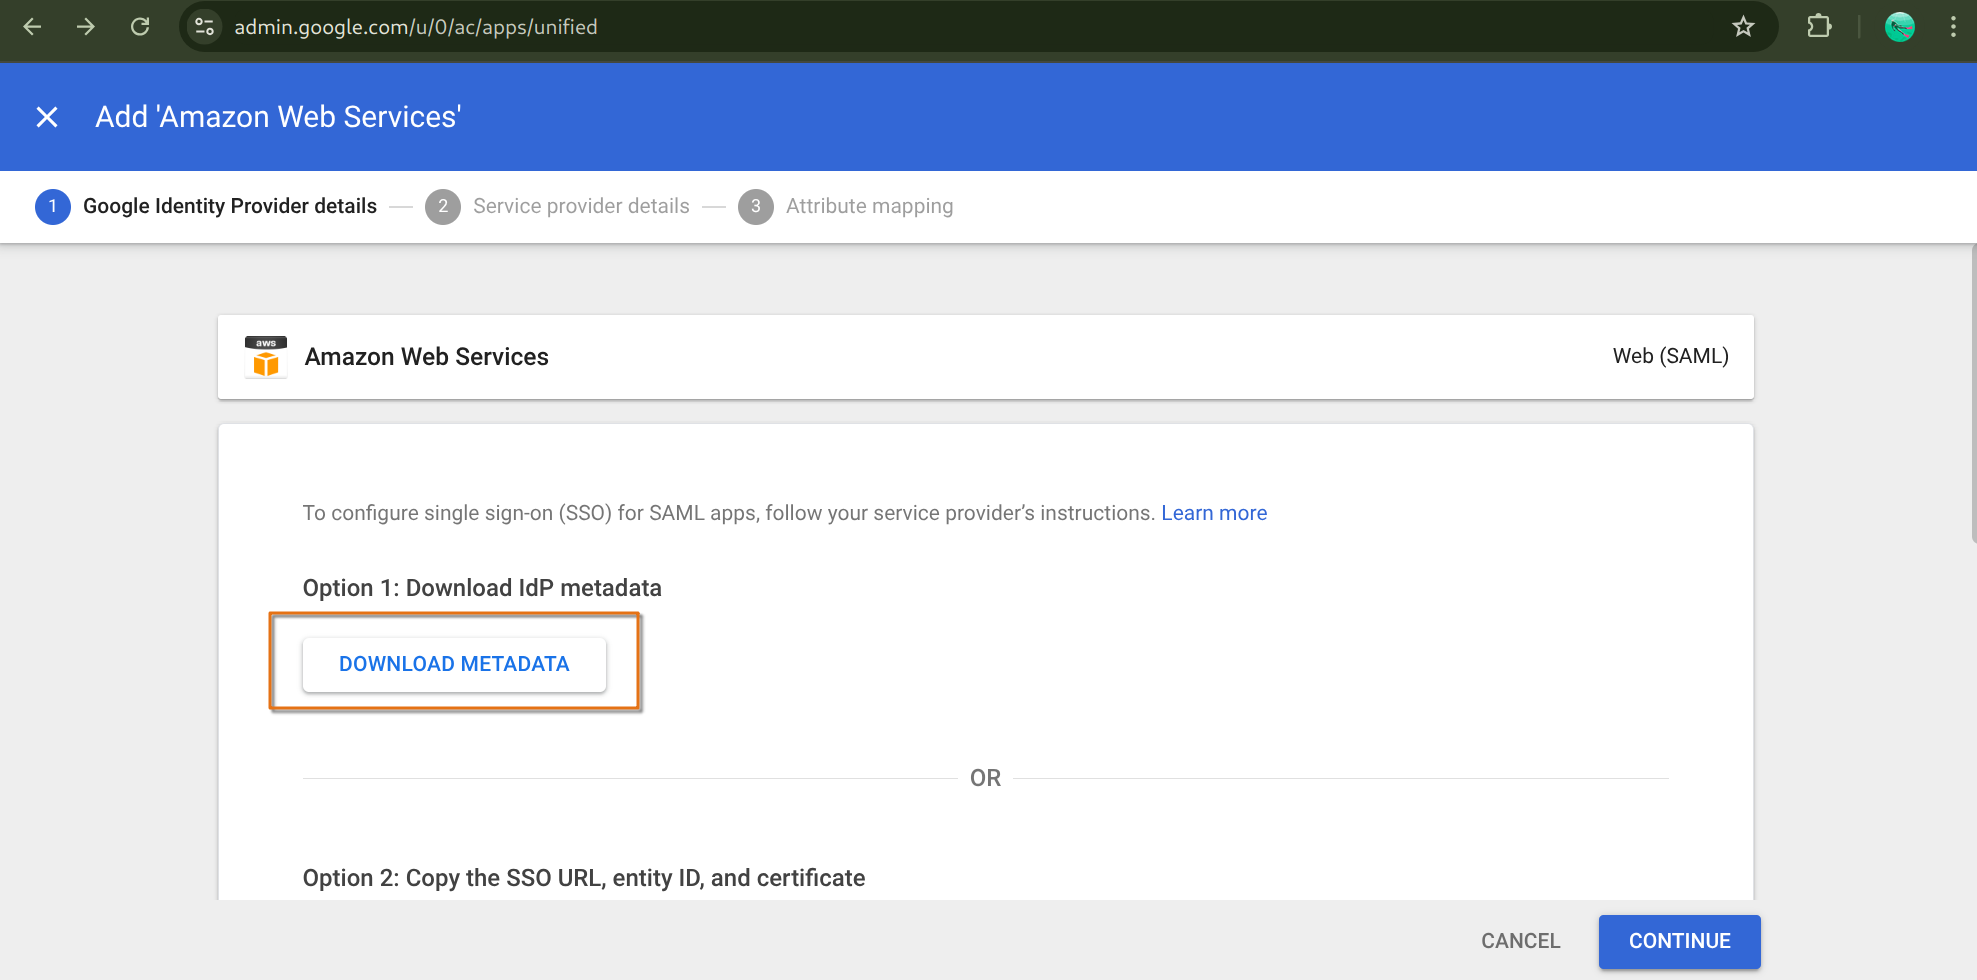 admin.google.com/u/0/ac/apps/unified
Add 'Amazon Web Services'
1 Google Identity Provider details — 2 Service provider details — 3 Attribute mapping
aws
Amazon Web Services
Web (SAML)
To configure single sign-on (SSO) for SAML apps, follow your service provider’s instructions. Learn more
Option 1: Download IdP metadata
DOWNLOAD METADATA
OR
Option 2: Copy the SSO URL, entity ID, and certificate
CANCEL
CONTINUE